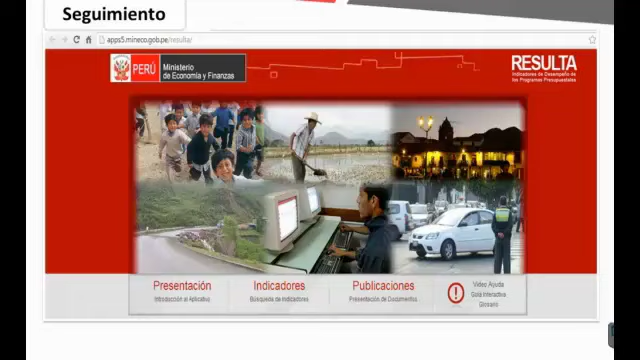 Seguimiento
apps5.mineco.gob.pe/resulta/
PERÚ
Ministerio
de Economía y Finanzas
RESULTA
Indicadores de Desempeño de
los Programas Presupuestales
Presentación
Introducción al Aplicativo
Indicadores
Búsqueda de Indicadores
Publicaciones
Presentación de Documentos
Video Ayuda
Guía Interactiva
Glosario